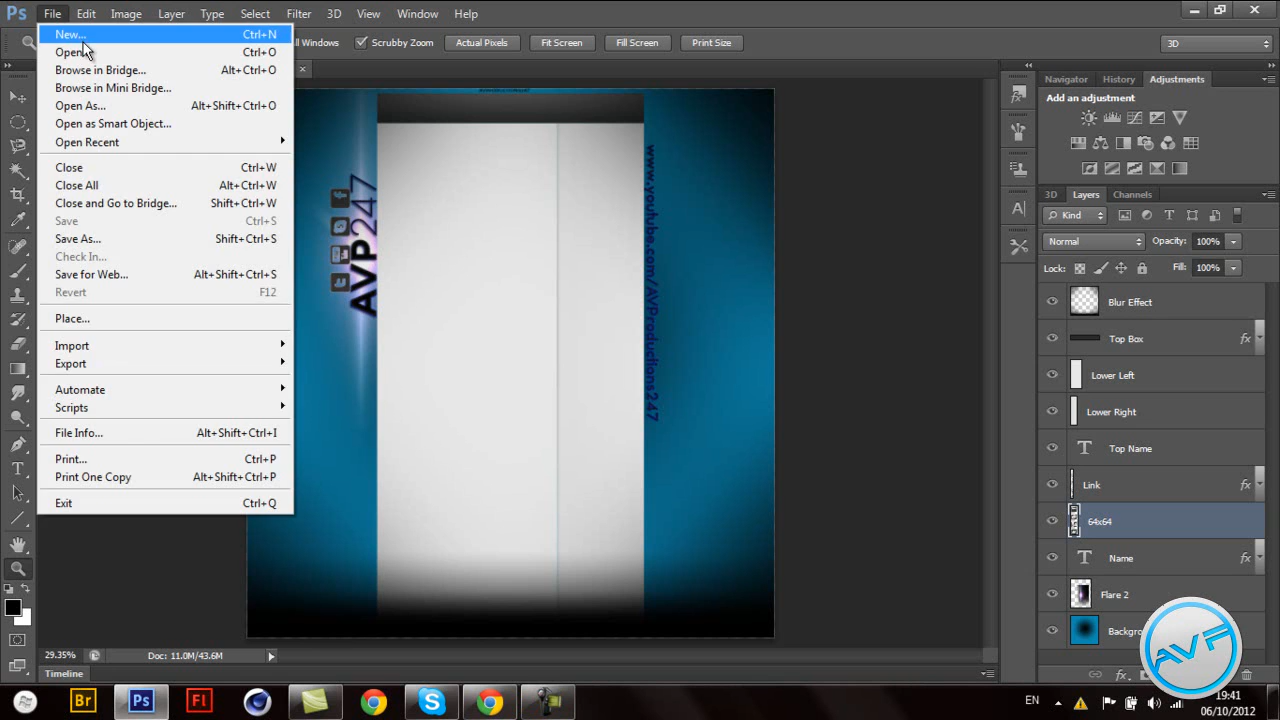 Ps File Edit Image Layer Type Select Filter 3D View Window Help
All Windows Scrubby Zoom Actual Pixels Fit Screen Fill Screen Print Size 3D
New... Ctrl+N
Open... Ctrl+O
Browse in Bridge... Alt+Ctrl+O
Browse in Mini Bridge...
Open As... Alt+Shift+Ctrl+O
Open as Smart Object...
Open Recent
Close Ctrl+W
Close All Alt+Ctrl+W
Close and Go to Bridge... Shift+Ctrl+W
Save Ctrl+S
Save As... Shift+Ctrl+S
Check In...
Save for Web... Alt+Shift+Ctrl+S
Revert F12
Place...
Import
Export
Automate
Scripts
File Info... Alt+Shift+Ctrl+I
Print... Ctrl+P
Print One Copy Alt+Shift+Ctrl+P
Exit Ctrl+Q
AVP247
www.youtube.com/AVProductions247
Navigator History Adjustments
Add an adjustment
3D Layers Channels
Kind
Normal Opacity: 100%
Lock: Fill: 100%
Blur Effect
Top Box fx
Lower Left
Lower Right
T Top Name
Link fx
64x64
T Name fx
Flare 2
Backgro
29.35% Doc: 11.0M/43.6M
Timeline
AVP
Br Ps Fl
EN
19:41
06/10/2012